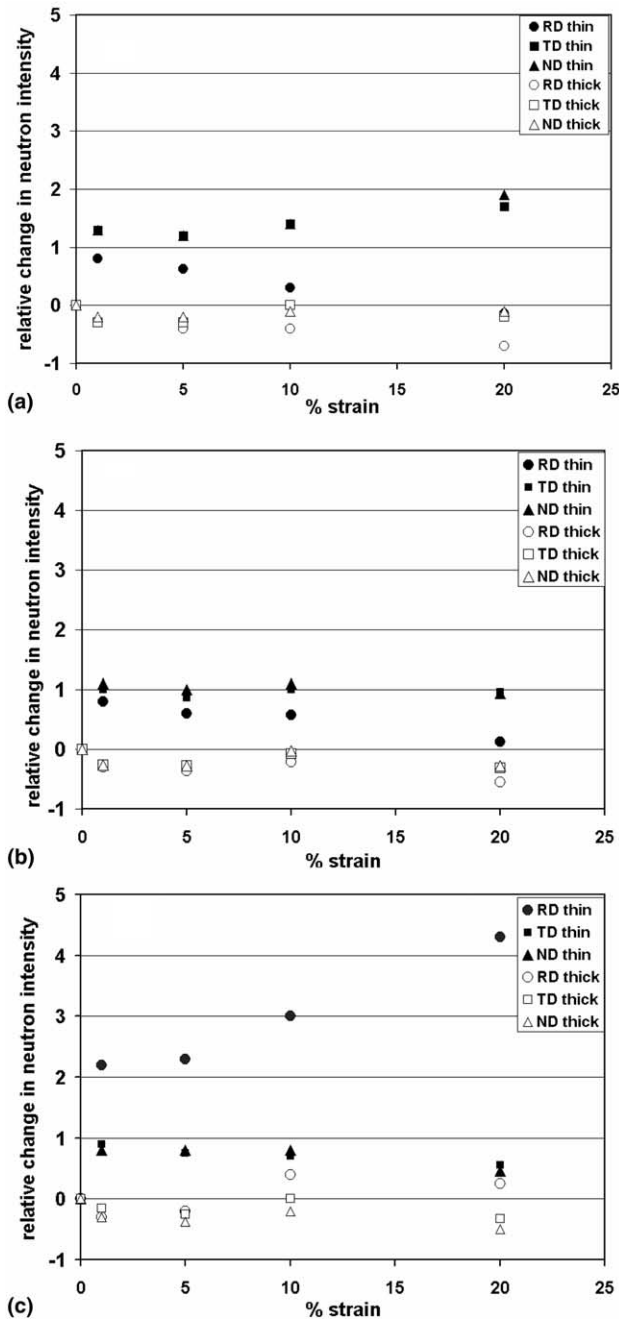 5
4
3
2
1
0
-1
relative change in neutron intensity
RD thin
TD thin
ND thin
RD thick
TD thick
ND thick
0 5 10 15 20 25
% strain
(a)
5
4
3
2
1
0
-1
relative change in neutron intensity
RD thin
TD thin
ND thin
RD thick
TD thick
ND thick
0 5 10 15 20 25
% strain
(b)
5
4
3
2
1
0
-1
relative change in neutron intensity
RD thin
TD thin
ND thin
RD thick
TD thick
ND thick
0 5 10 15 20 25
% strain
(c)